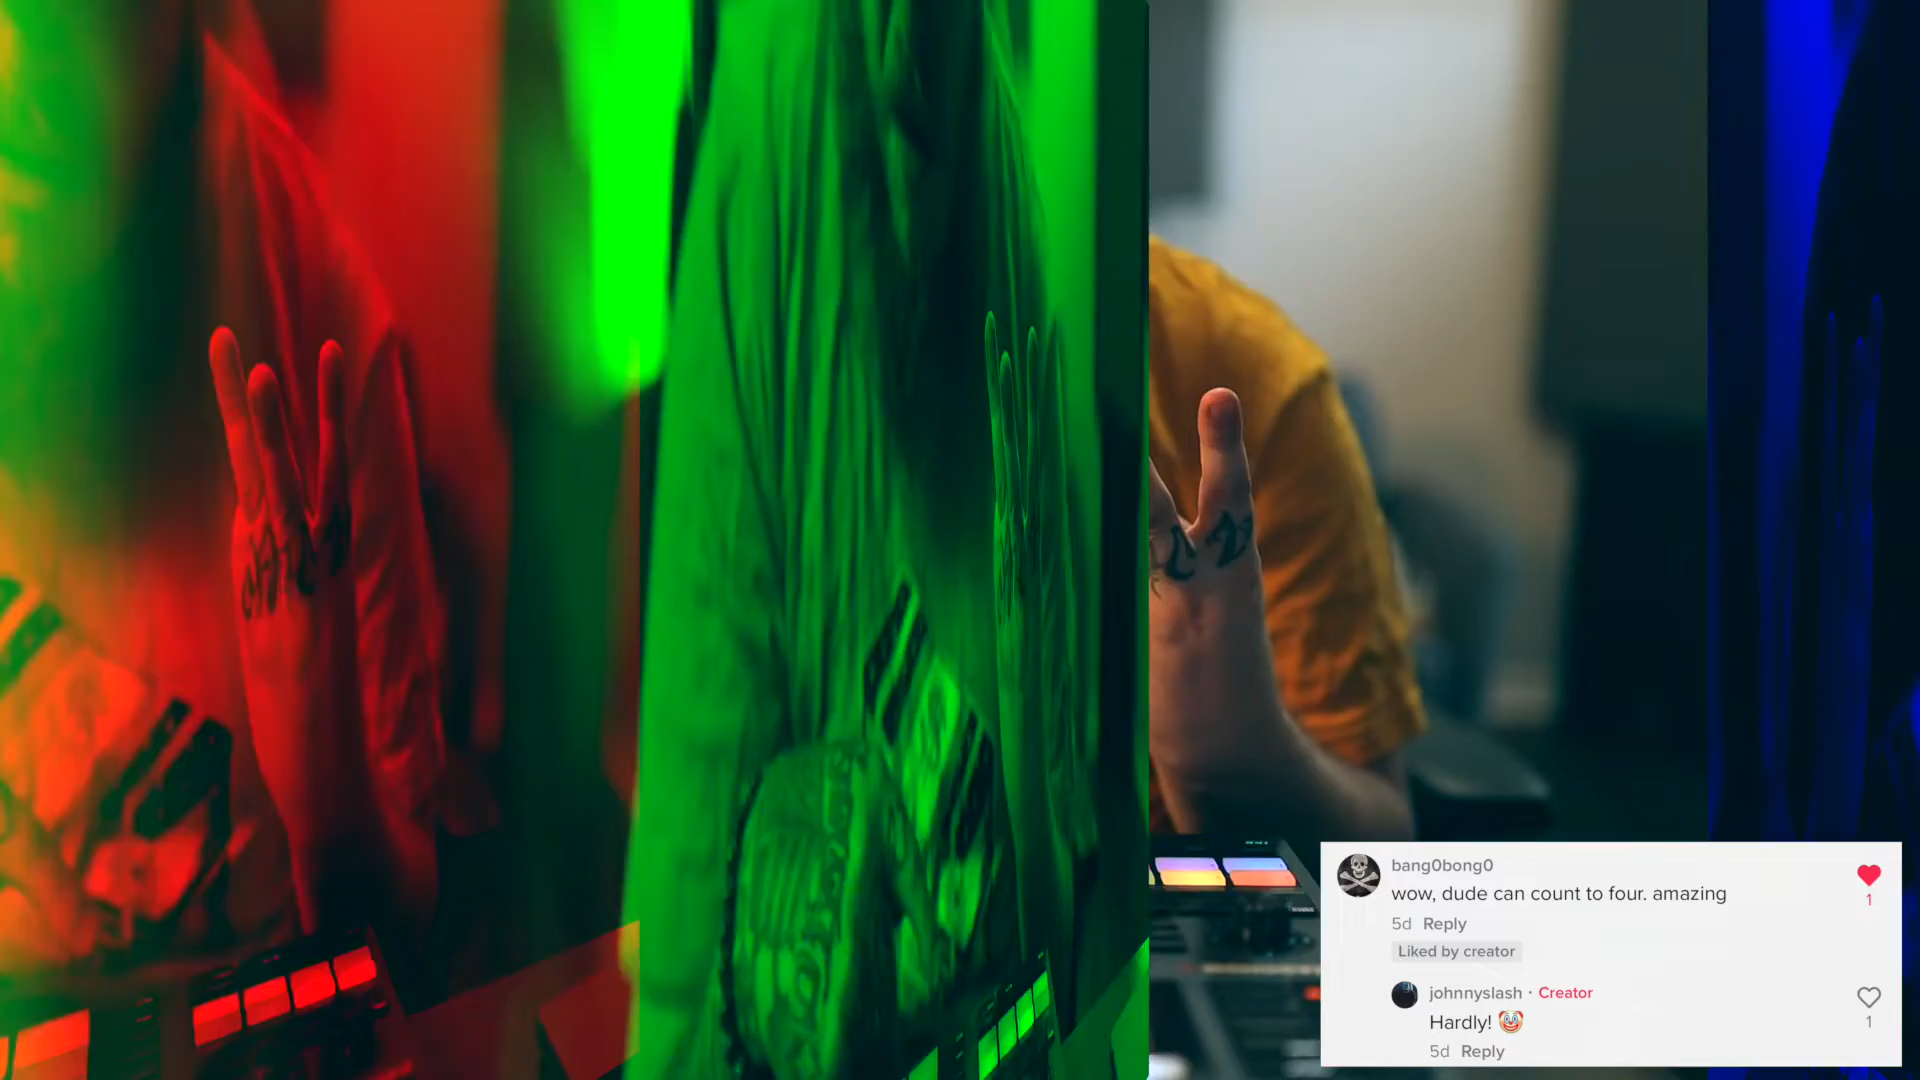 bang0bong0
wow, dude can count to four. amazing
1
5d Reply
Liked by creator
johnnyslash · Creator
Hardly! 🤡
1
5d Reply